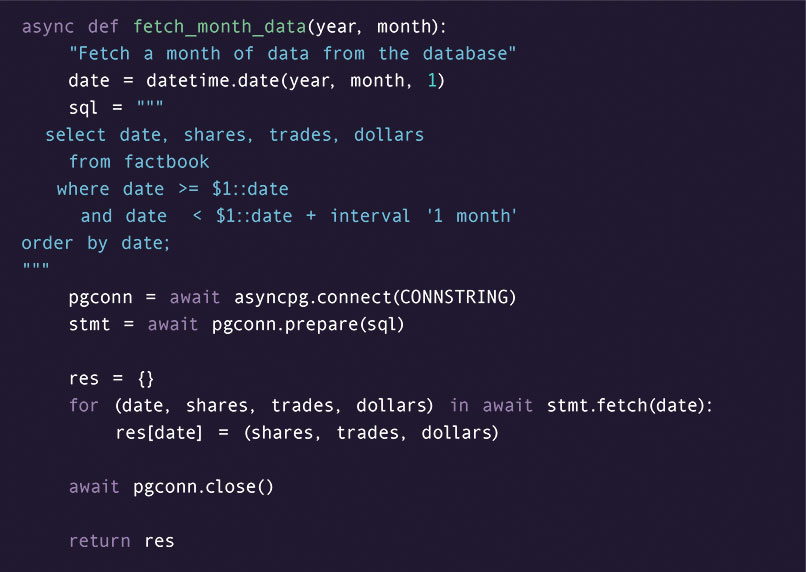 async def fetch_month_data(year, month):
    "Fetch a month of data from the database"
    date = datetime.date(year, month, 1)
    sql = """
  select date, shares, trades, dollars
    from factbook
   where date >= $1::date
     and date  < $1::date + interval '1 month'
order by date;
"""
    pgconn = await asyncpg.connect(CONNSTRING)
    stmt = await pgconn.prepare(sql)

    res = {}
    for (date, shares, trades, dollars) in await stmt.fetch(date):
        res[date] = (shares, trades, dollars)

    await pgconn.close()

    return res